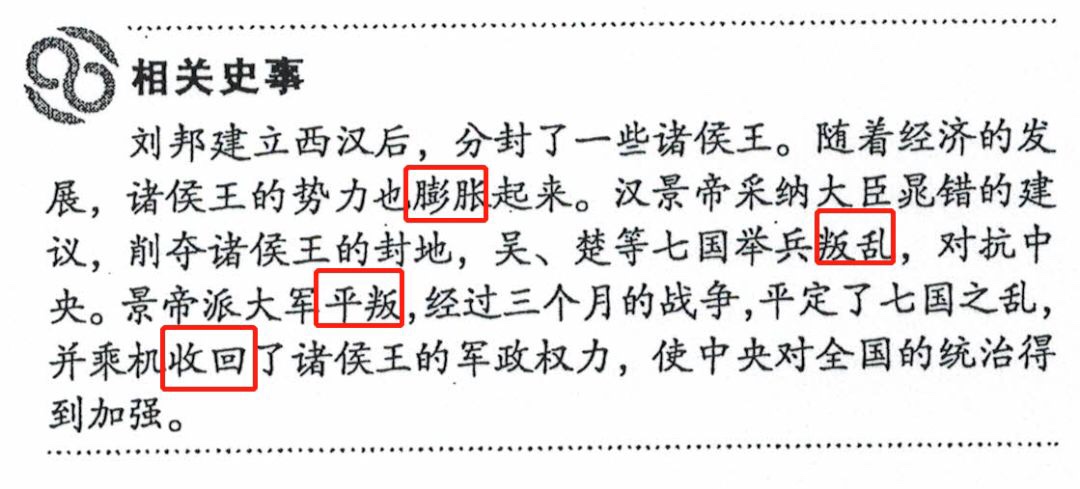 相关史事
刘邦建立西汉后，分封了一些诸侯王。随着经济的发
展，诸侯王的势力也膨胀起来。汉景帝采纳大臣晁错的建
议，削夺诸侯王的封地，吴、楚等七国举兵叛乱，对抗中
央。景帝派大军平叛，经过三个月的战争，平定了七国之乱，
并乘机收回了诸侯王的军政权力，使中央对全国的统治得
到加强。